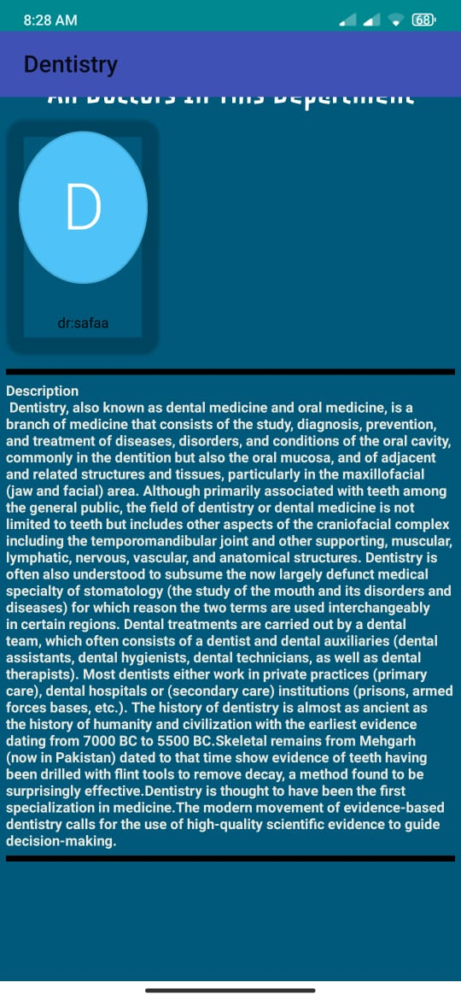 8:28 AM
68
Dentistry
All Doctors In This Department
D
dr:safaa
Description
Dentistry, also known as dental medicine and oral medicine, is a
branch of medicine that consists of the study, diagnosis, prevention,
and treatment of diseases, disorders, and conditions of the oral cavity,
commonly in the dentition but also the oral mucosa, and of adjacent
and related structures and tissues, particularly in the maxillofacial
(jaw and facial) area. Although primarily associated with teeth among
the general public, the field of dentistry or dental medicine is not
limited to teeth but includes other aspects of the craniofacial complex
including the temporomandibular joint and other supporting, muscular,
lymphatic, nervous, vascular, and anatomical structures. Dentistry is
often also understood to subsume the now largely defunct medical
specialty of stomatology (the study of the mouth and its disorders and
diseases) for which reason the two terms are used interchangeably
in certain regions. Dental treatments are carried out by a dental
team, which often consists of a dentist and dental auxiliaries (dental
assistants, dental hygienists, dental technicians, as well as dental
therapists). Most dentists either work in private practices (primary
care), dental hospitals or (secondary care) institutions (prisons, armed
forces bases, etc.). The history of dentistry is almost as ancient as
the history of humanity and civilization with the earliest evidence
dating from 7000 BC to 5500 BC.Skeletal remains from Mehgarh
(now in Pakistan) dated to that time show evidence of teeth having
been drilled with flint tools to remove decay, a method found to be
surprisingly effective.Dentistry is thought to have been the first
specialization in medicine.The modern movement of evidence-based
dentistry calls for the use of high-quality scientific evidence to guide
decision-making.